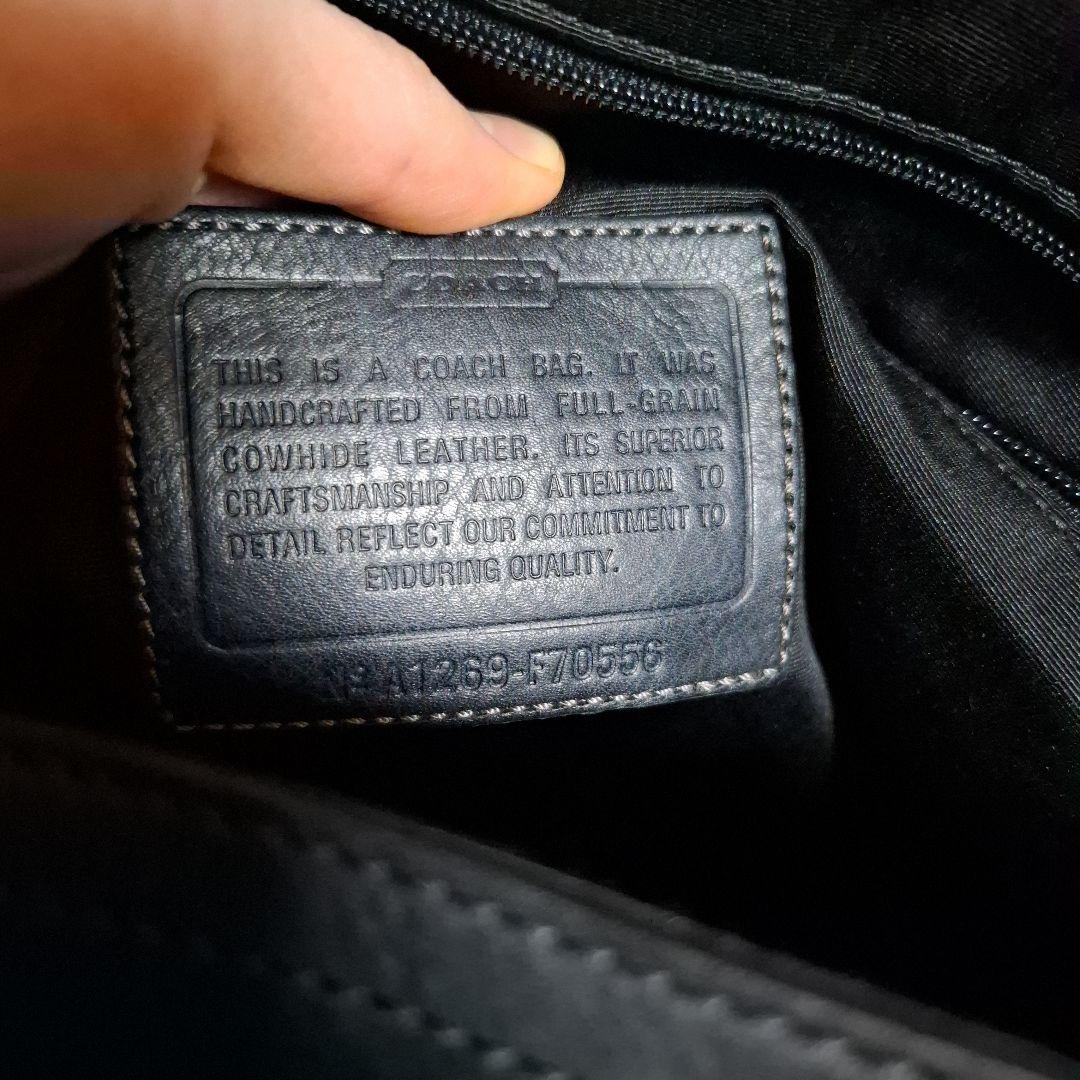 COACH
THIS IS A COACH BAG. IT WAS
HANDCRAFTED FROM FULL-GRAIN
COWHIDE LEATHER. ITS SUPERIOR
CRAFTSMANSHIP AND ATTENTION TO
DETAIL REFLECT OUR COMMITMENT TO
ENDURING QUALITY.
A1269-F70556